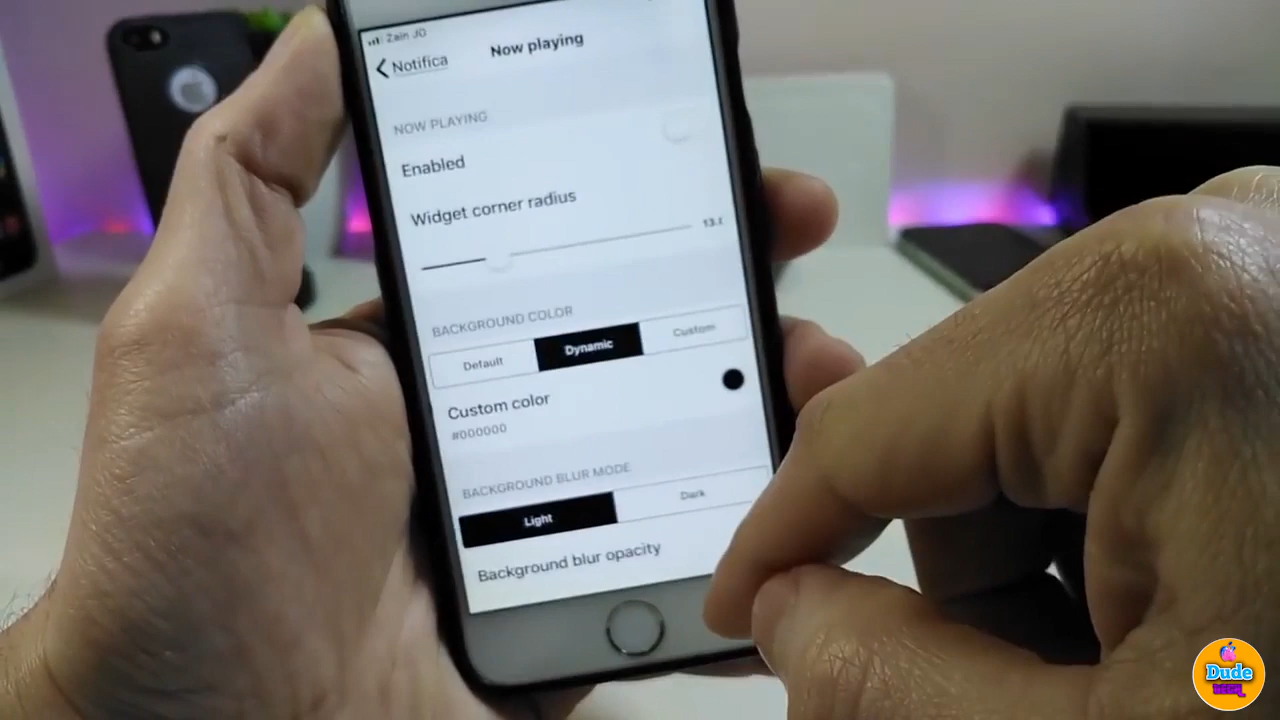 Zain JO
Notifica
Now playing
NOW PLAYING
Enabled
Widget corner radius
13.
BACKGROUND COLOR
Default
Dynamic
Custom
Custom color
#000000
BACKGROUND BLUR MODE
Light
Dark
Background blur opacity
Dude